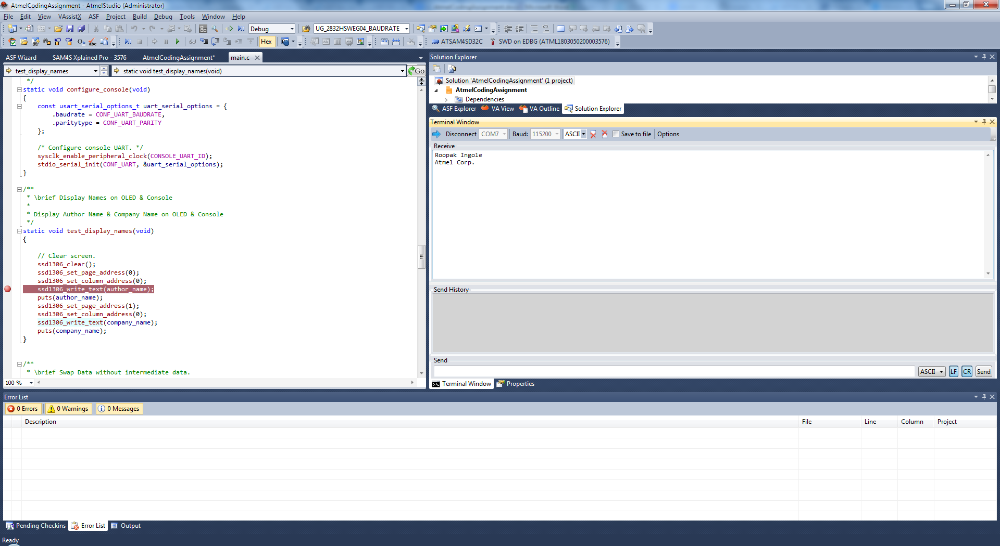 AtmelCodingAssignment - AtmelStudio (Administrator)
File Edit View VAssistX ASF Project Build Debug Tools Window Help
Debug UG_2832HSWEG04_BAUDRATE
Hex ATSAM4SD32C SWD on EDBG (ATML1803050200003576)
ASF Wizard SAM4S Xplained Pro - 3576 AtmelCodingAssignment* main.c
test_display_names static void test_display_names(void) Go
*/
static void configure_console(void)
{
const usart_serial_options_t uart_serial_options = {
.baudrate = CONF_UART_BAUDRATE,
.paritytype = CONF_UART_PARITY
};
/* Configure console UART. */
sysclk_enable_peripheral_clock(CONSOLE_UART_ID);
stdio_serial_init(CONF_UART, &uart_serial_options);
}
/**
* \brief Display Names on OLED & Console
*
* Display Author Name & Company Name on OLED & Console
*/
static void test_display_names(void)
{
// Clear screen.
ssd1306_clear();
ssd1306_set_page_address(0);
ssd1306_set_column_address(0);
ssd1306_write_text(author_name);
puts(author_name);
ssd1306_set_page_address(1);
ssd1306_set_column_address(0);
ssd1306_write_text(company_name);
puts(company_name);
}
/**
* \brief Swap Data without intermediate data.
100 %
Solution Explorer
Solution 'AtmelCodingAssignment' (1 project)
AtmelCodingAssignment
Dependencies
ASF Explorer VA View VA Outline Solution Explorer
Terminal Window
Disconnect COM7 Baud: 115200 ASCII Save to file Options
Receive
Roopak Ingole
Atmel Corp.
Send History
Send
ASCII LF CR Send
Terminal Window Properties
Error List
0 Errors 0 Warnings 0 Messages
Description File Line Column Project
Pending Checkins Error List Output
Ready